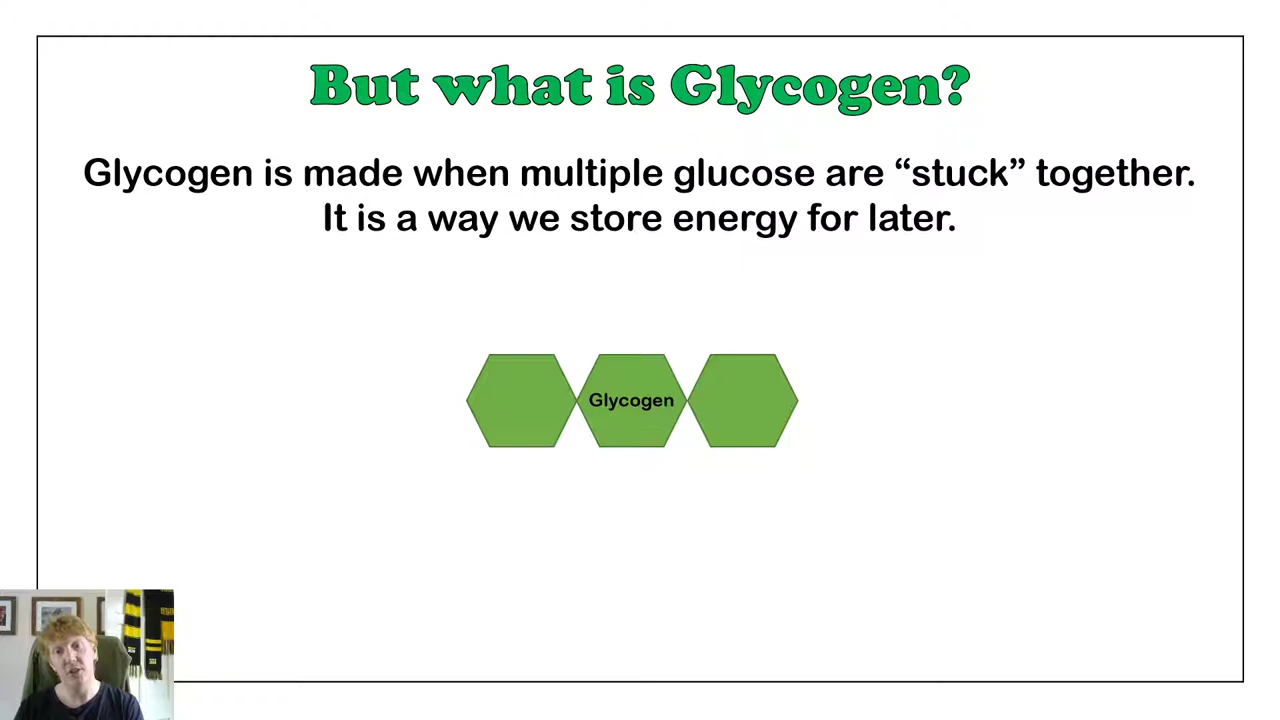 But what is Glycogen?
Glycogen is made when multiple glucose are “stuck” together.
It is a way we store energy for later.
Glycogen